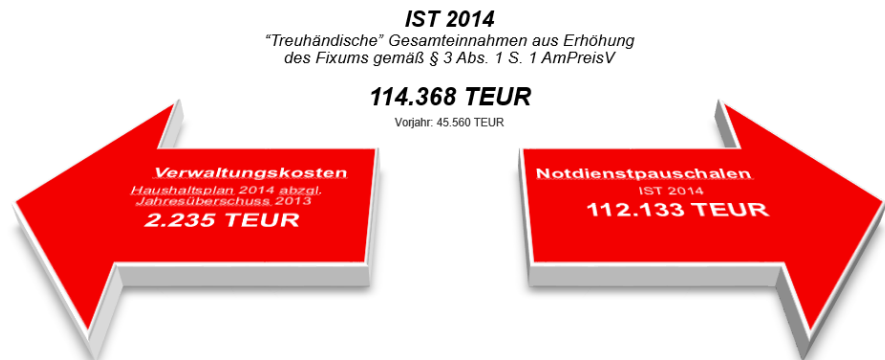 IST 2014
“Treuhändische” Gesamteinnahmen aus Erhöhung
des Fixums gemäß § 3 Abs. 1 S. 1 AmPreisV
114.368 TEUR
Vorjahr: 45.560 TEUR
Verwaltungskosten
Haushaltsplan 2014 abzgl.
Jahresüberschuss 2013
2.235 TEUR
Notdienstpauschalen
IST 2014
112.133 TEUR